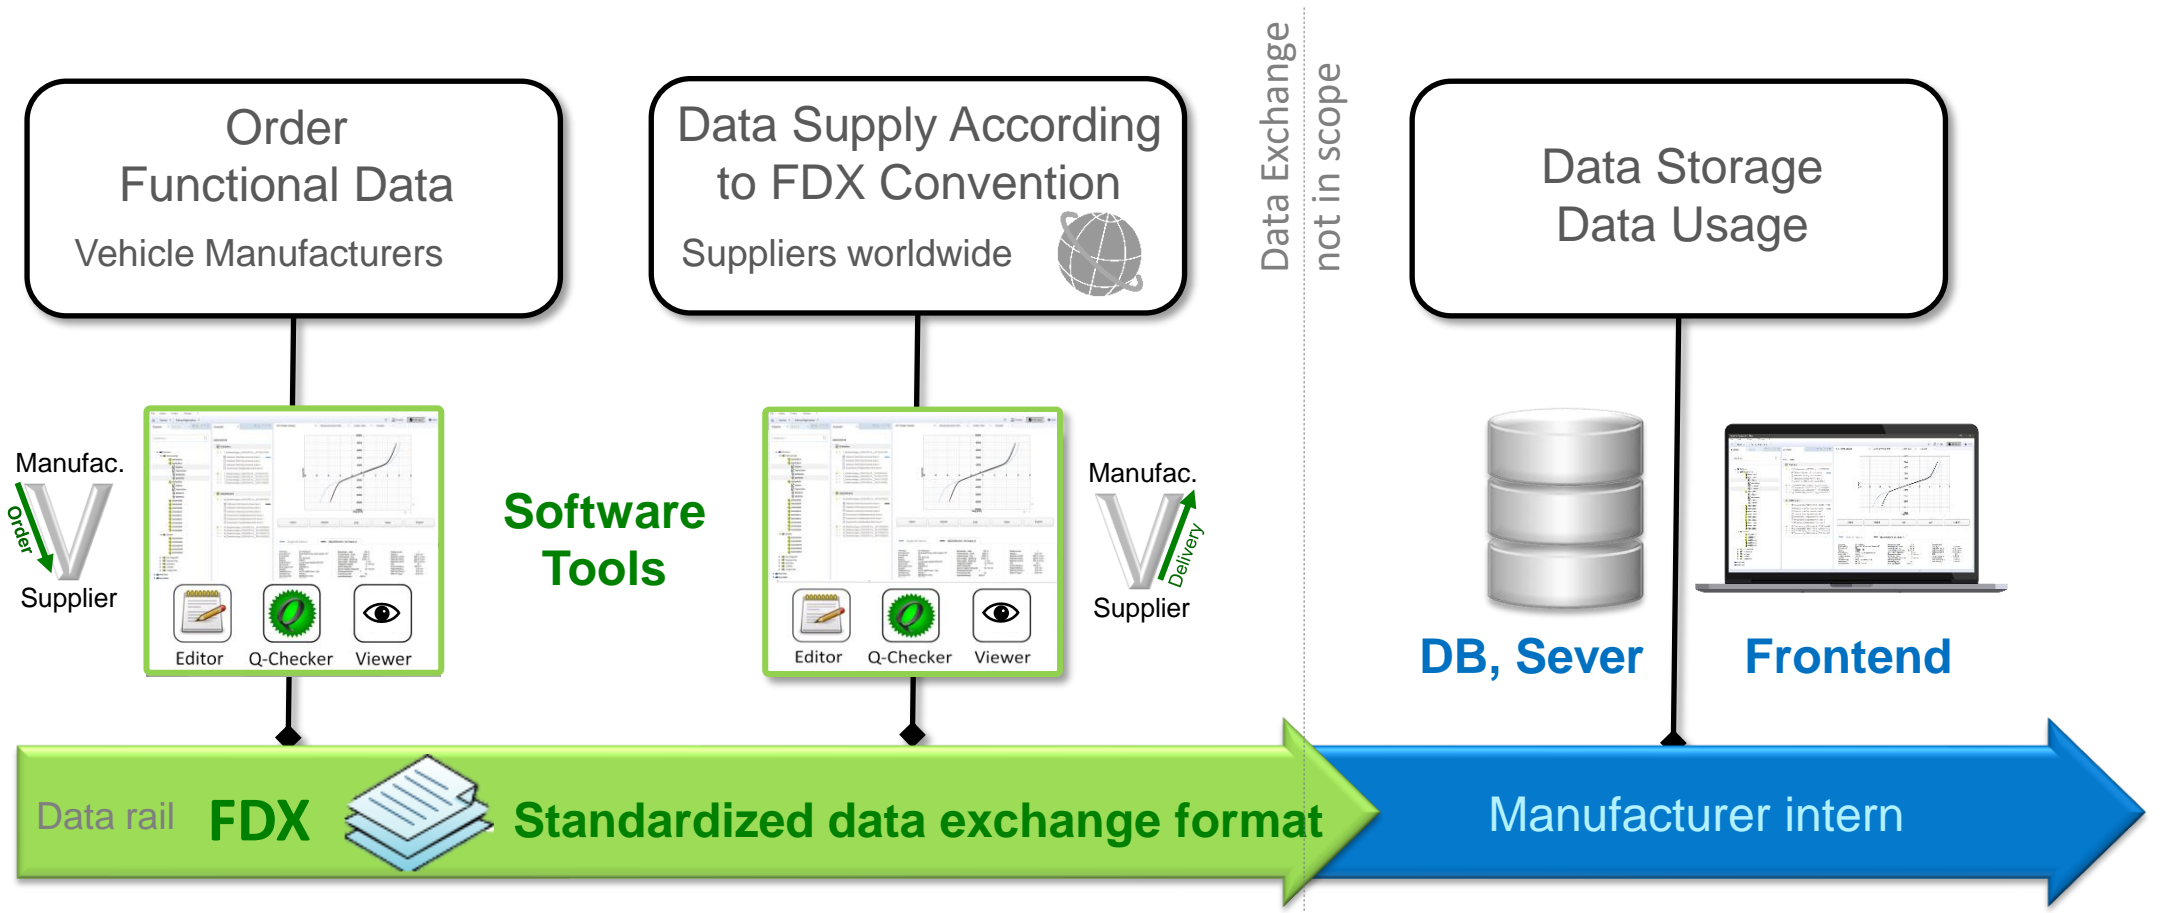 Order
Functional Data
Vehicle Manufacturers
Data Supply According
to FDX Convention
Suppliers worldwide
Data Exchange
not in scope
Data Storage
Data Usage
Manufac.
Order
Supplier
Editor
Q-Checker
Viewer
Software
Tools
Editor
Q-Checker
Viewer
Manufac.
Delivery
Supplier
DB, Sever
Frontend
Data rail
FDX
Standardized data exchange format
Manufacturer intern